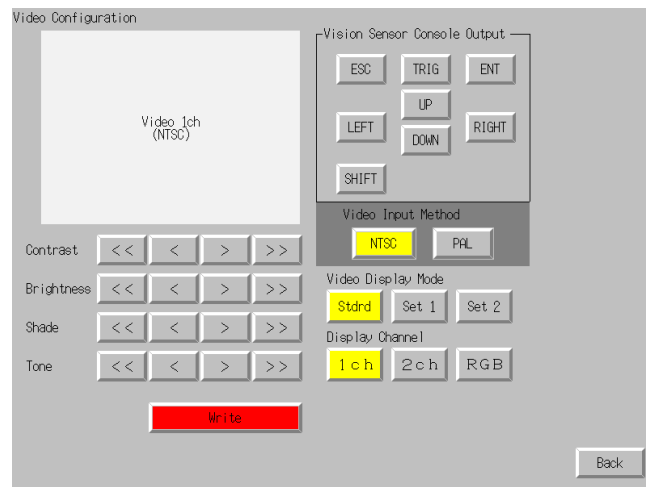 Video Configuration
Video 1ch
(NTSC)
Vision Sensor Console Output
ESC TRIG ENT
UP
LEFT RIGHT
DOWN
SHIFT
Video Input Method
NTSC PAL
Contrast << < > >>
Brightness << < > >>
Shade << < > >>
Tone << < > >>
Video Display Mode
Stdrd Set 1 Set 2
Display Channel
1ch 2ch RGB
Write
Back